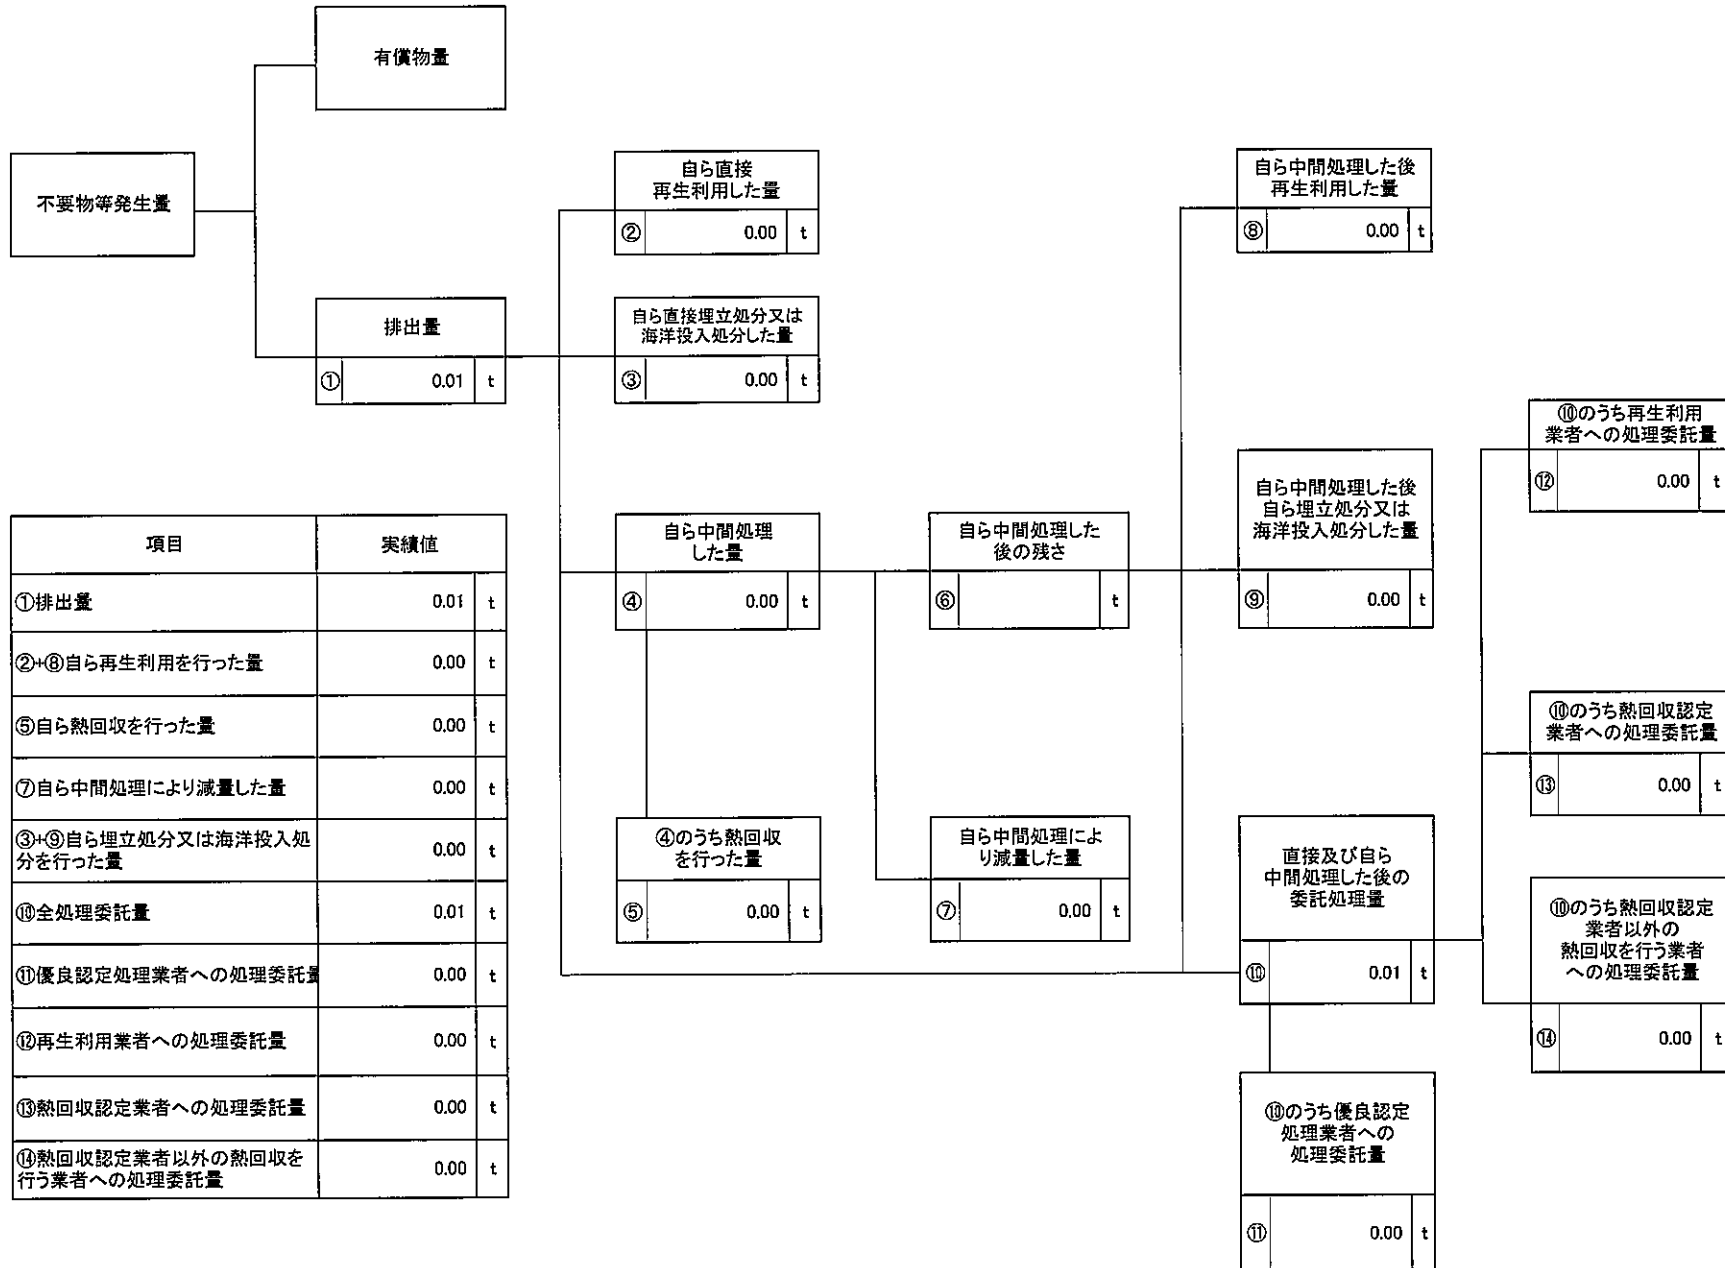 有償物量
不要物等発生量
排出量
① 0.01 t
自ら直接
再生利用した量
② 0.00 t
自ら直接埋立処分又は
海洋投入処分した量
③ 0.00 t
自ら中間処理した後
再生利用した量
⑧ 0.00 t
自ら中間処理
した量
④ 0.00 t
自ら中間処理した
後の残さ
⑥ t
自ら中間処理した後
自ら埋立処分又は
海洋投入処分した量
⑨ 0.00 t
⑩のうち再生利用
業者への処理委託量
⑫ 0.00 t
⑩のうち熱回収認定
業者への処理委託量
⑬ 0.00 t
④のうち熱回収
を行った量
⑤ 0.00 t
自ら中間処理によ
り減量した量
⑦ 0.00 t
直接及び自ら
中間処理した後の
委託処理量
⑩ 0.01 t
⑩のうち熱回収認定
業者以外の
熱回収を行う業者
への処理委託量
⑭ 0.00 t
⑩のうち優良認定
処理業者への
処理委託量
⑪ 0.00 t
項目 実績値
①排出量 0.01 t
②+⑧自ら再生利用を行った量 0.00 t
⑤自ら熱回収を行った量 0.00 t
⑦自ら中間処理により減量した量 0.00 t
③+⑨自ら埋立処分又は海洋投入処
分を行った量 0.00 t
⑩全処理委託量 0.01 t
⑪優良認定処理業者への処理委託量 0.00 t
⑫再生利用業者への処理委託量 0.00 t
⑬熱回収認定業者への処理委託量 0.00 t
⑭熱回収認定業者以外の熱回収を
行う業者への処理委託量 0.00 t